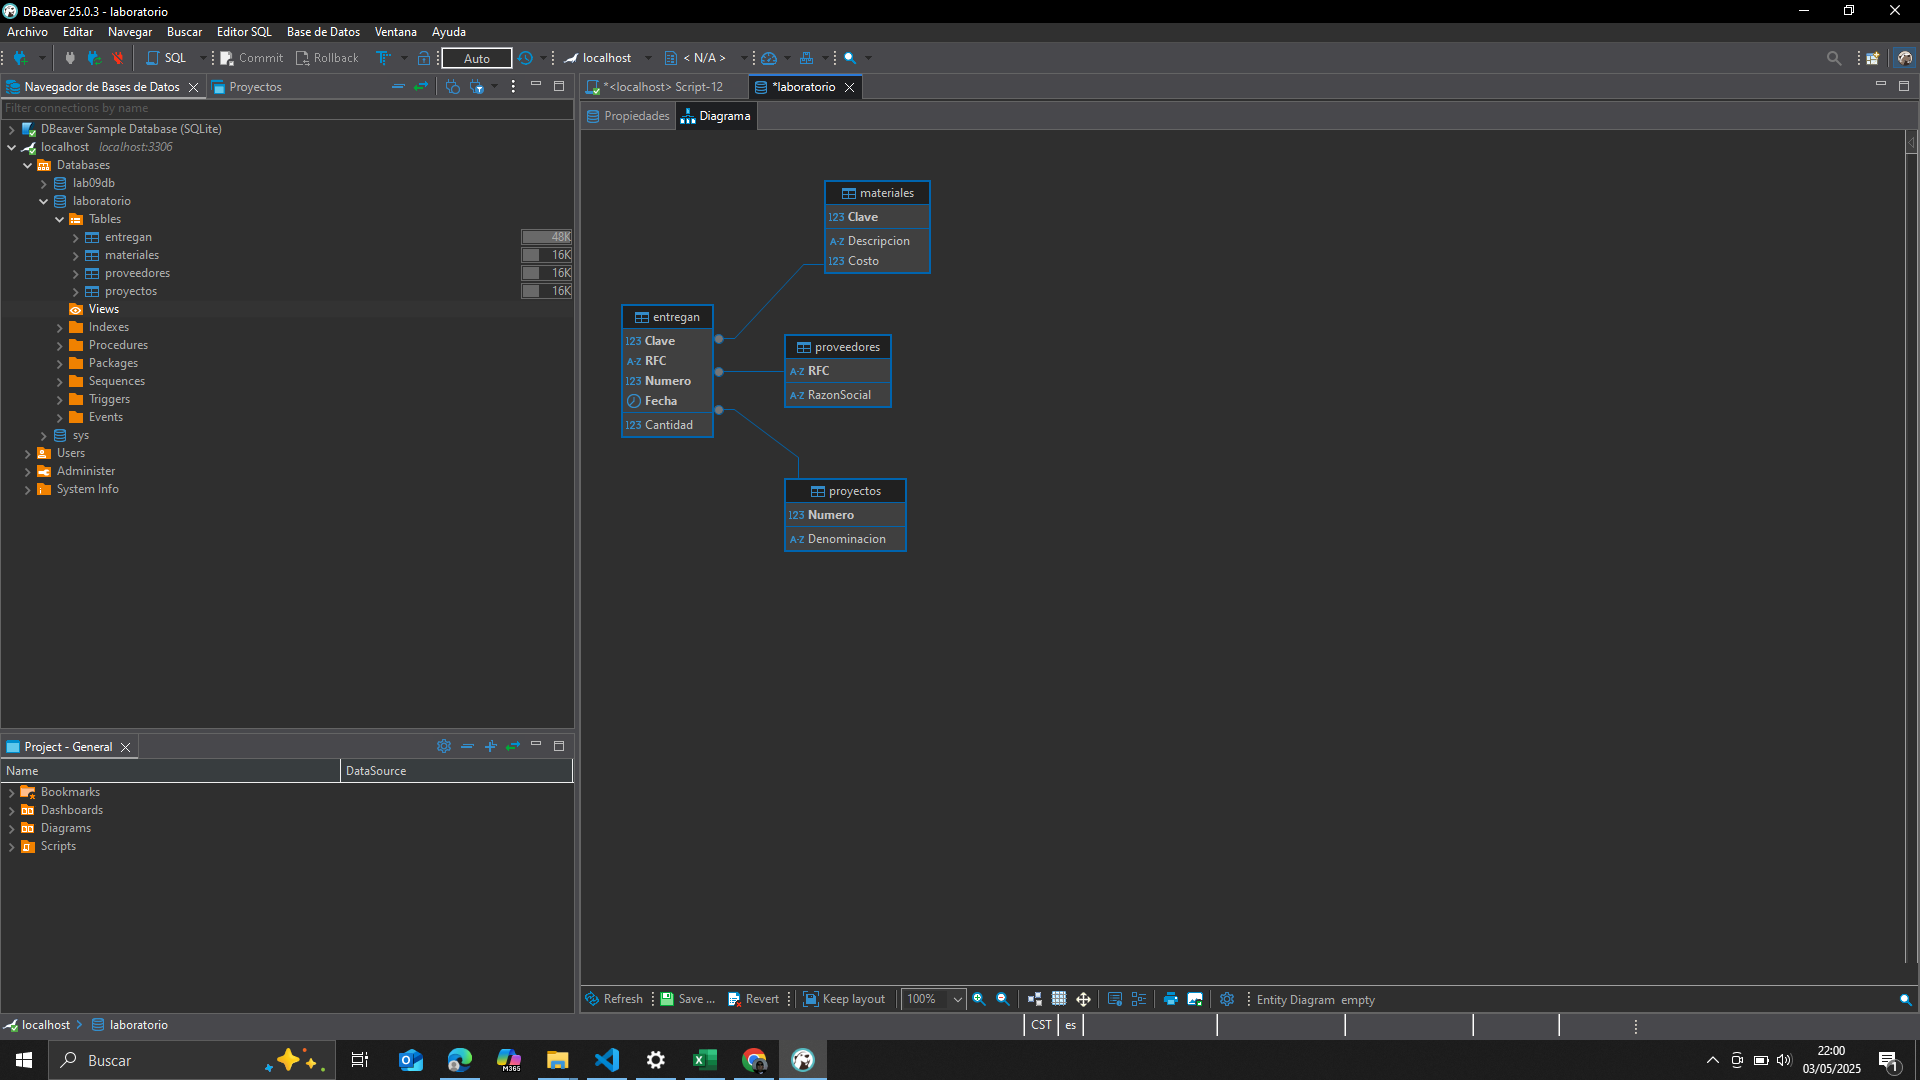 DBeaver 25.0.3 - laboratorio
Archivo Editar Navegar Buscar Editor SQL Base de Datos Ventana Ayuda
SQL Commit Rollback Auto localhost < N/A >
Navegador de Bases de Datos Proyectos
*<localhost> Script-12 *laboratorio
Filter connections by name
Propiedades Diagrama
DBeaver Sample Database (SQLite)
localhost localhost:3306
Databases
lab09db
laboratorio
Tables
entregan 48K
materiales 16K
proveedores 16K
proyectos 16K
Views
Indexes
Procedures
Packages
Sequences
Triggers
Events
sys
Users
Administer
System Info
materiales
123 Clave
A-Z Descripcion
123 Costo
entregan
123 Clave
A-Z RFC
123 Numero
Fecha
123 Cantidad
proveedores
A-Z RFC
A-Z RazonSocial
proyectos
123 Numero
A-Z Denominacion
Project - General
Name DataSource
Bookmarks
Dashboards
Diagrams
Scripts
Refresh Save ... Revert Keep layout 100% Entity Diagram empty
localhost laboratorio CST es
Buscar
M365
22:00
03/05/2025
1